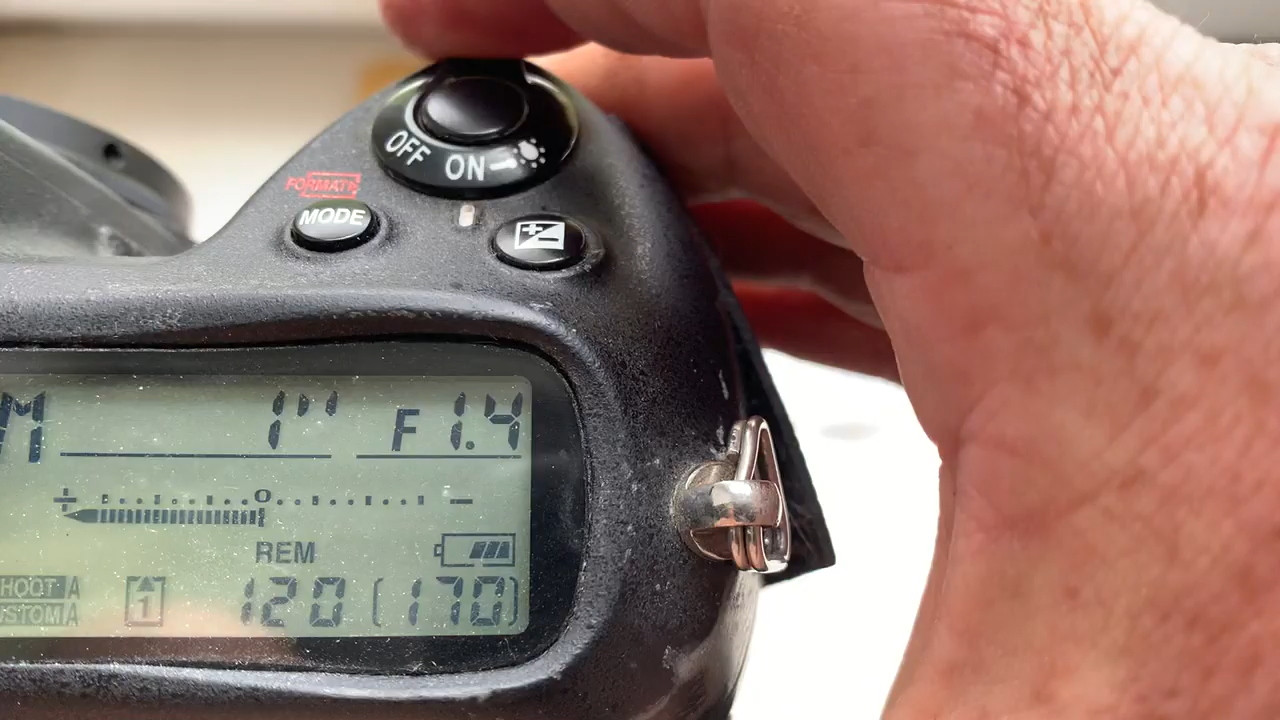 OFF ON
FORMAT
MODE
M 1" F1.4
+ 0 -
REM
HOOT A
USTOM A
1
120 (170)